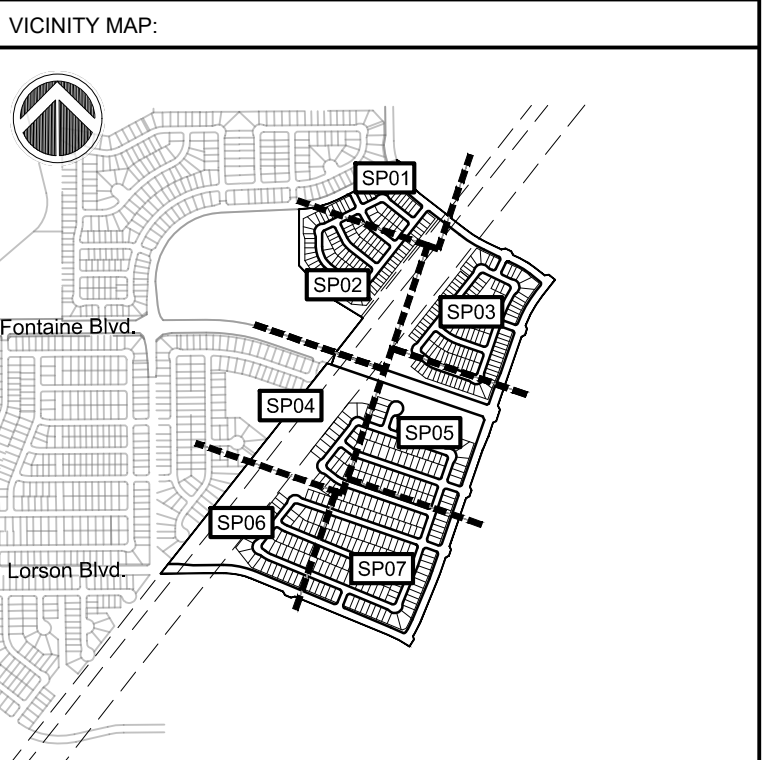 VICINITY MAP:
SP01
SP02
SP03
Fontaine Blvd.
SP04
SP05
SP06
Lorson Blvd.
SP07